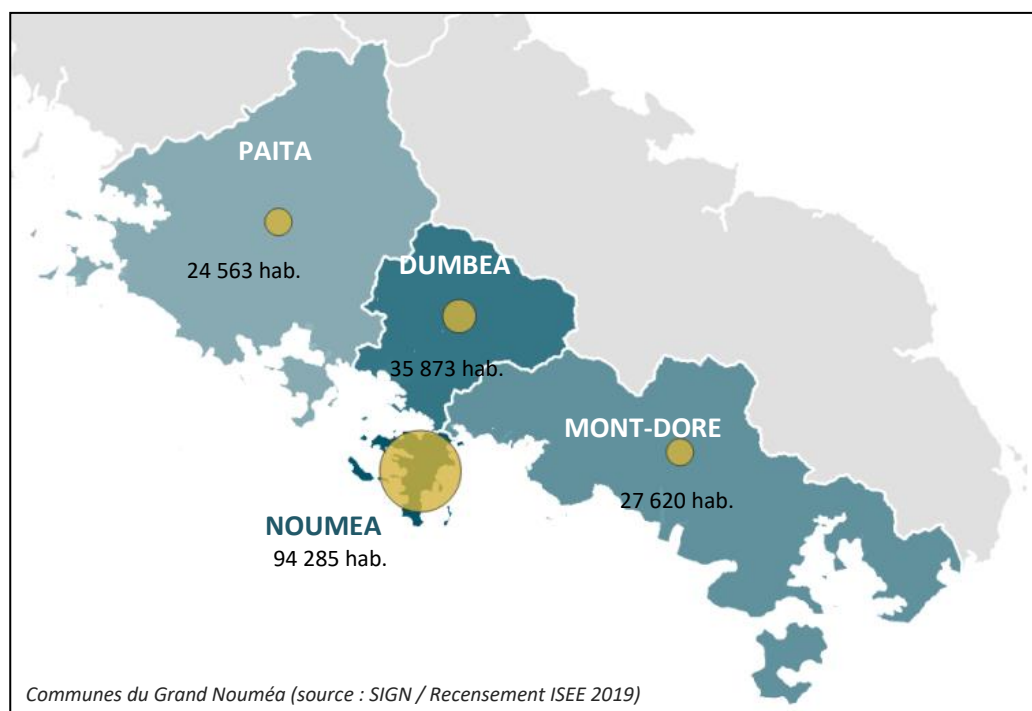 PAITA
24 563 hab.
DUMBEA
35 873 hab.
MONT-DORE
27 620 hab.
NOUMEA
94 285 hab.
Communes du Grand Nouméa (source : SIGN / Recensement ISEE 2019)